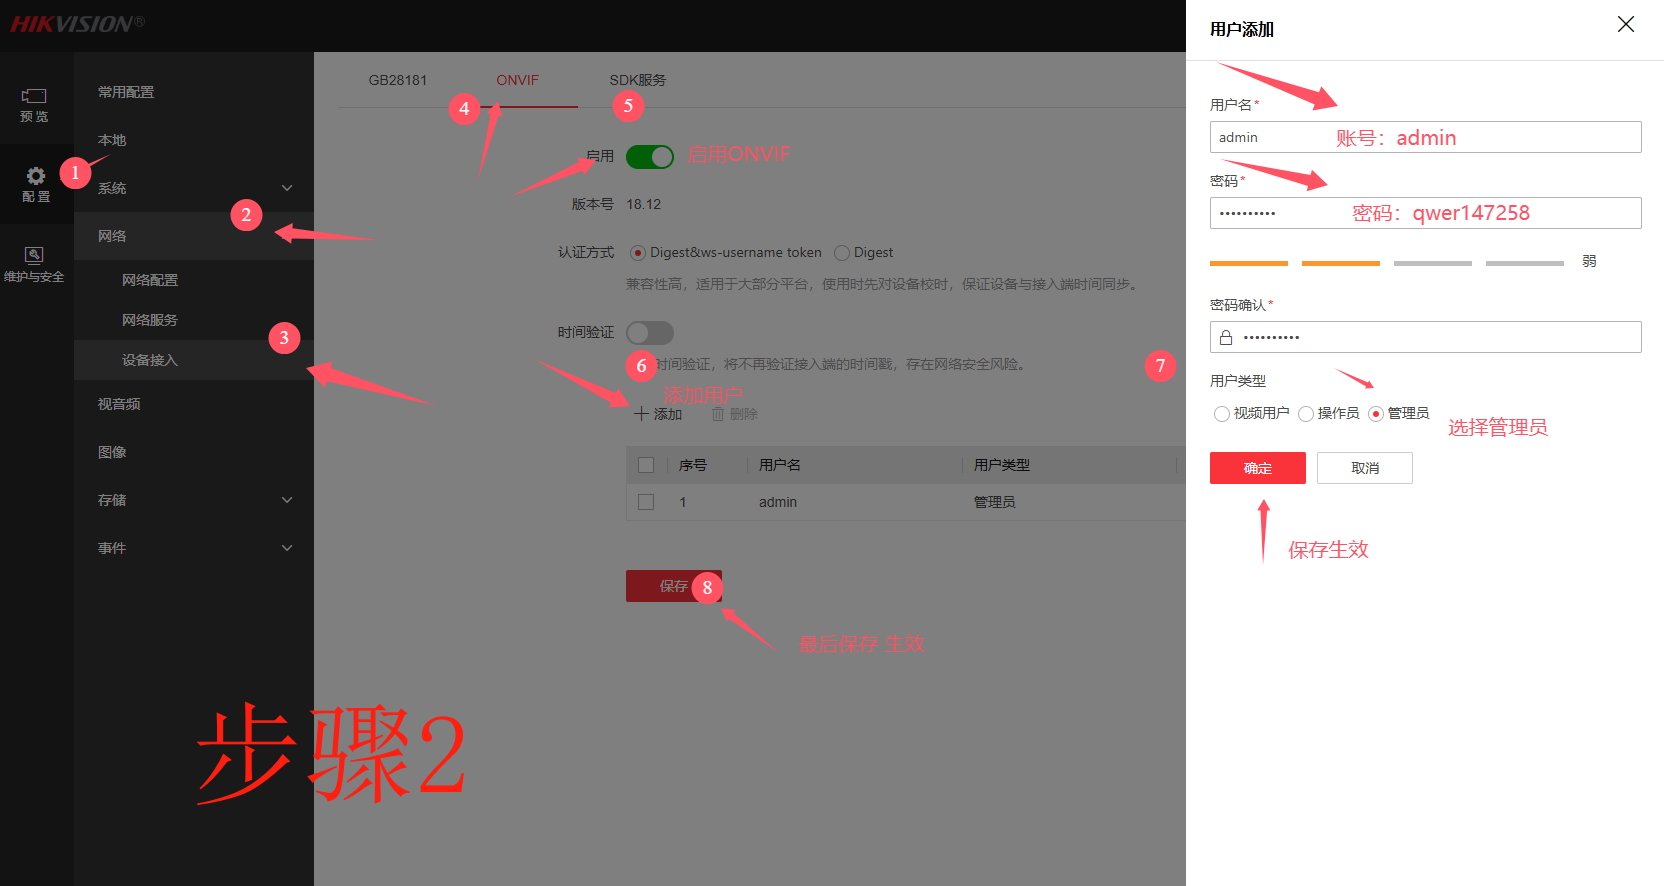 HIKVISION®
预览
配置
维护与安全
1
常用配置
本地
系统
2
网络
网络配置
网络服务
3
设备接入
视音频
图像
存储
事件
GB28181
ONVIF
SDK服务
4
5
启用
启用ONVIF
版本号 18.12
认证方式 Digest&ws-username token Digest
兼容性高，适用于大部分平台，使用时先对设备校时，保证设备与接入端时间同步。
时间验证
6
时间验证，将不再验证接入端的时间戳，存在网络安全风险。
7
添加用户
添加 删除
序号 用户名 用户类型
1 admin 管理员
保存
8
最后保存 生效
步骤2
用户添加
用户名*
admin
账号：admin
密码*
••••••••••
密码：qwer147258
弱
密码确认*
••••••••••
用户类型
视频用户 操作员 管理员
选择管理员
确定 取消
保存生效